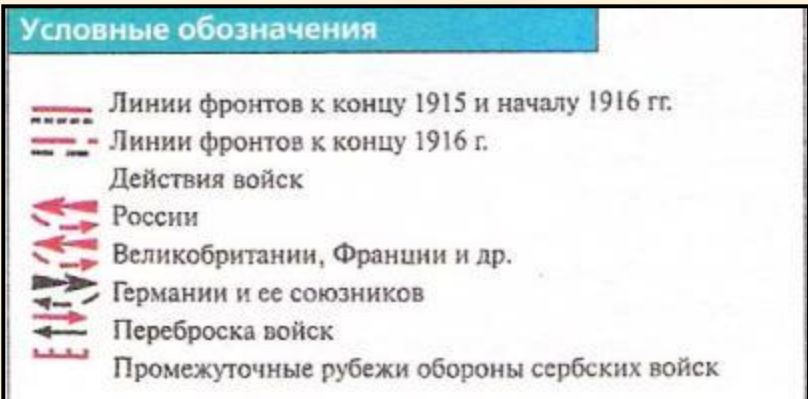 Условные обозначения
Линии фронтов к концу 1915 и началу 1916 гг.
Линии фронтов к концу 1916 г.
Действия войск
России
Великобритании, Франции и др.
Германии и ее союзников
Переброска войск
Промежуточные рубежи обороны сербских войск